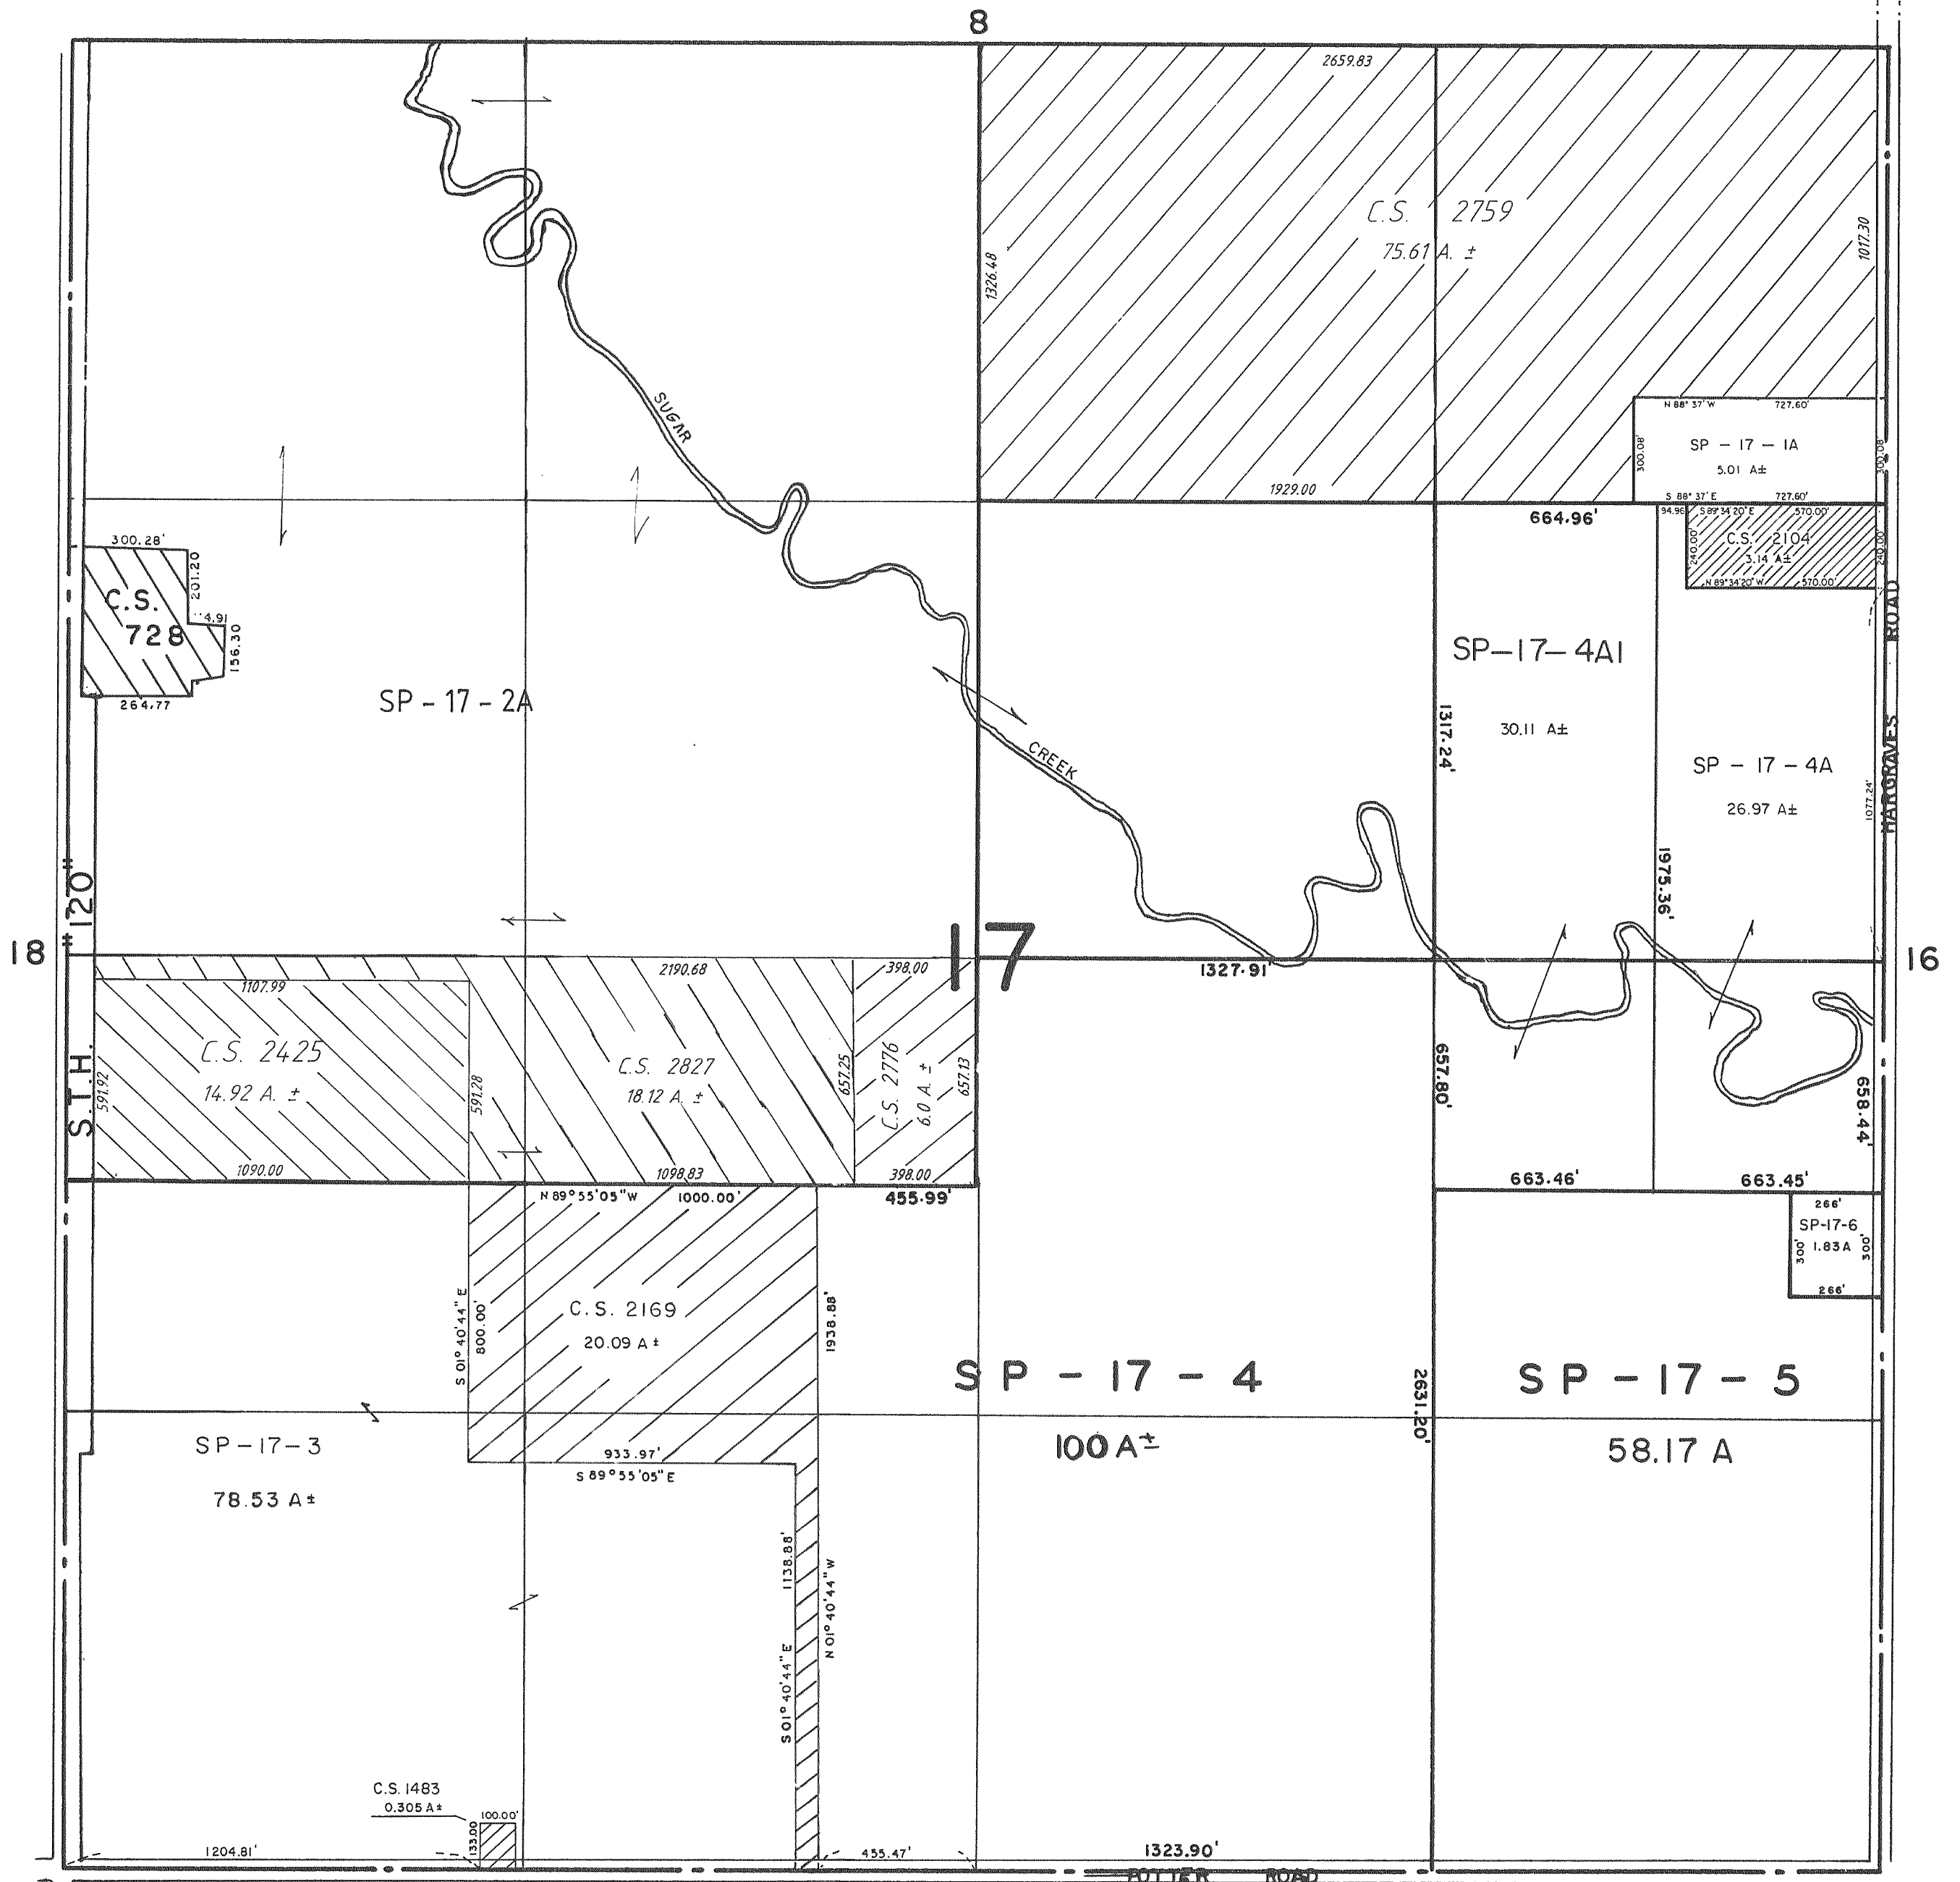 8
2659.83
C.S. 2759
75.61 A. ±
1326.48
1017.30
N 88° 37' W 727.60'
SP - 17 - 1A
5.01 A±
300.08'
300.08'
S 88° 37' E 727.60'
1929.00
664.96'
94.96
S 89°34'20" E 570.00'
C.S. 2104
3.14 A±
240.00'
240.00'
N 89°34'20" W 570.00'
SUGAR
CREEK
300.28'
201.20
C.S.
728
4.91
156.30
264.77
SP - 17 - 2A
SP-17-4A1
30.11 A±
1317.24'
SP - 17 - 4A
26.97 A±
1077.24'
1975.36'
HARGRAVES ROAD
S.T.H. "120"
18
17
16
1327.91'
2190.68
398.00
1107.99
C.S. 2425
14.92 A. ±
591.92
591.28
C.S. 2827
18.12 A. ±
657.25
C.S. 2776
6.0 A. ±
657.13
1090.00
1098.83
398.00
657.80'
658.44'
663.46'
663.45'
N 89°55'05" W 1000.00'
455.99'
266'
SP-17-6
1.83 A
300'
300'
266'
S 01° 40' 44" E
800.00'
C.S. 2169
20.09 A±
1938.88'
SP - 17 - 4
100 A±
2631.20'
SP - 17 - 5
58.17 A
SP-17-3
78.53 A±
933.97'
S 89°55'05" E
1138.88'
S 01° 40' 44" E
N 01° 40' 44" W
C.S. 1483
0.305 A±
100.00'
133.00
1204.81'
455.47'
1323.90'
POTTER ROAD